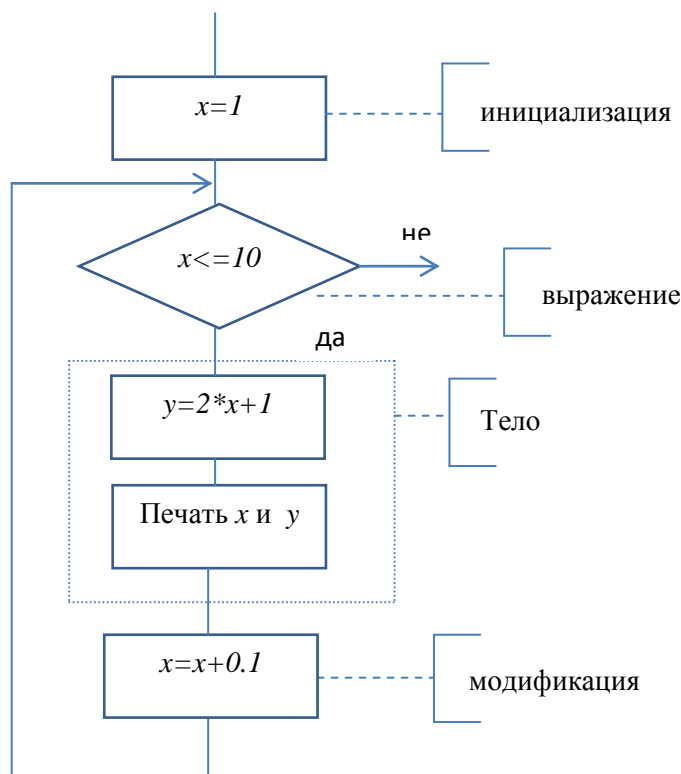 x=1
инициализация
не
x<=10
выражение
да
y=2*x+1
Тело
Печать x и y
x=x+0.1
модификация